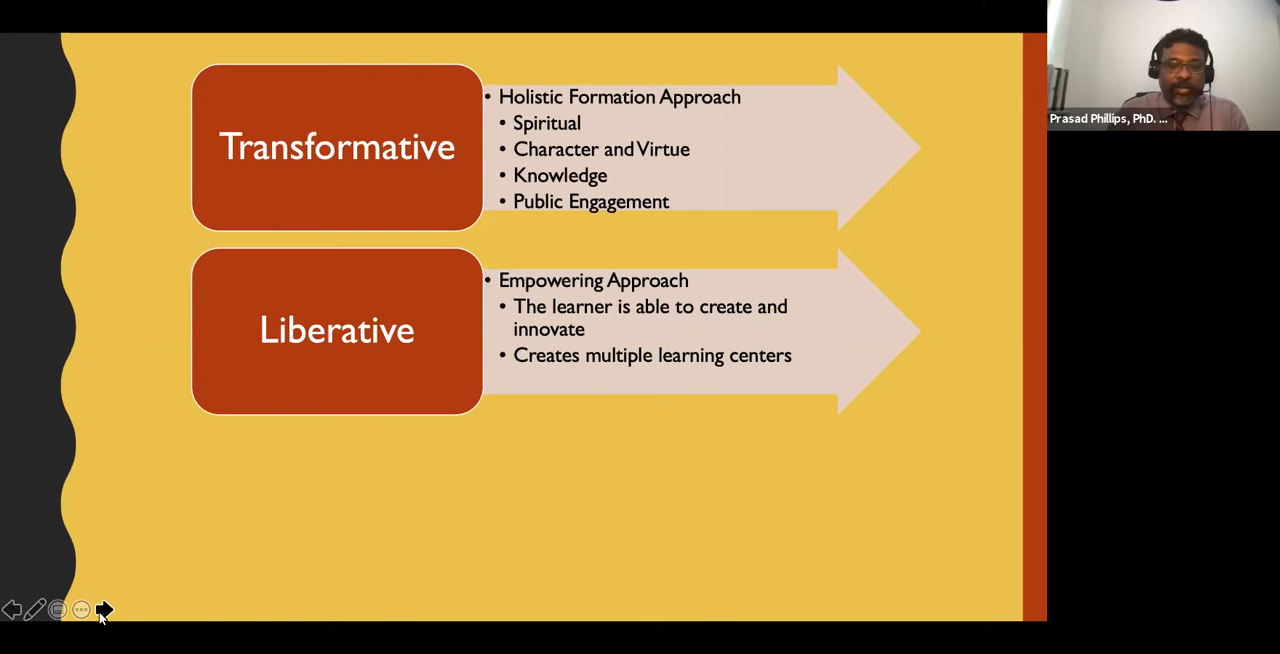 Transformative
• Holistic Formation Approach
• Spiritual
• Character and Virtue
• Knowledge
• Public Engagement
Liberative
• Empowering Approach
• The learner is able to create and
innovate
• Creates multiple learning centers
Prasad Phillips, PhD. ...